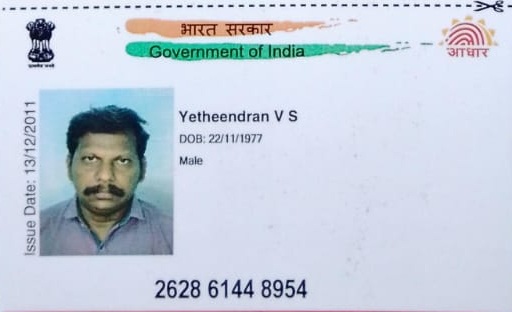 भारत सरकार
Government of India
आधार
Issue Date: 13/12/2011
Yetheendran V S
DOB: 22/11/1977
Male
2628 6144 8954